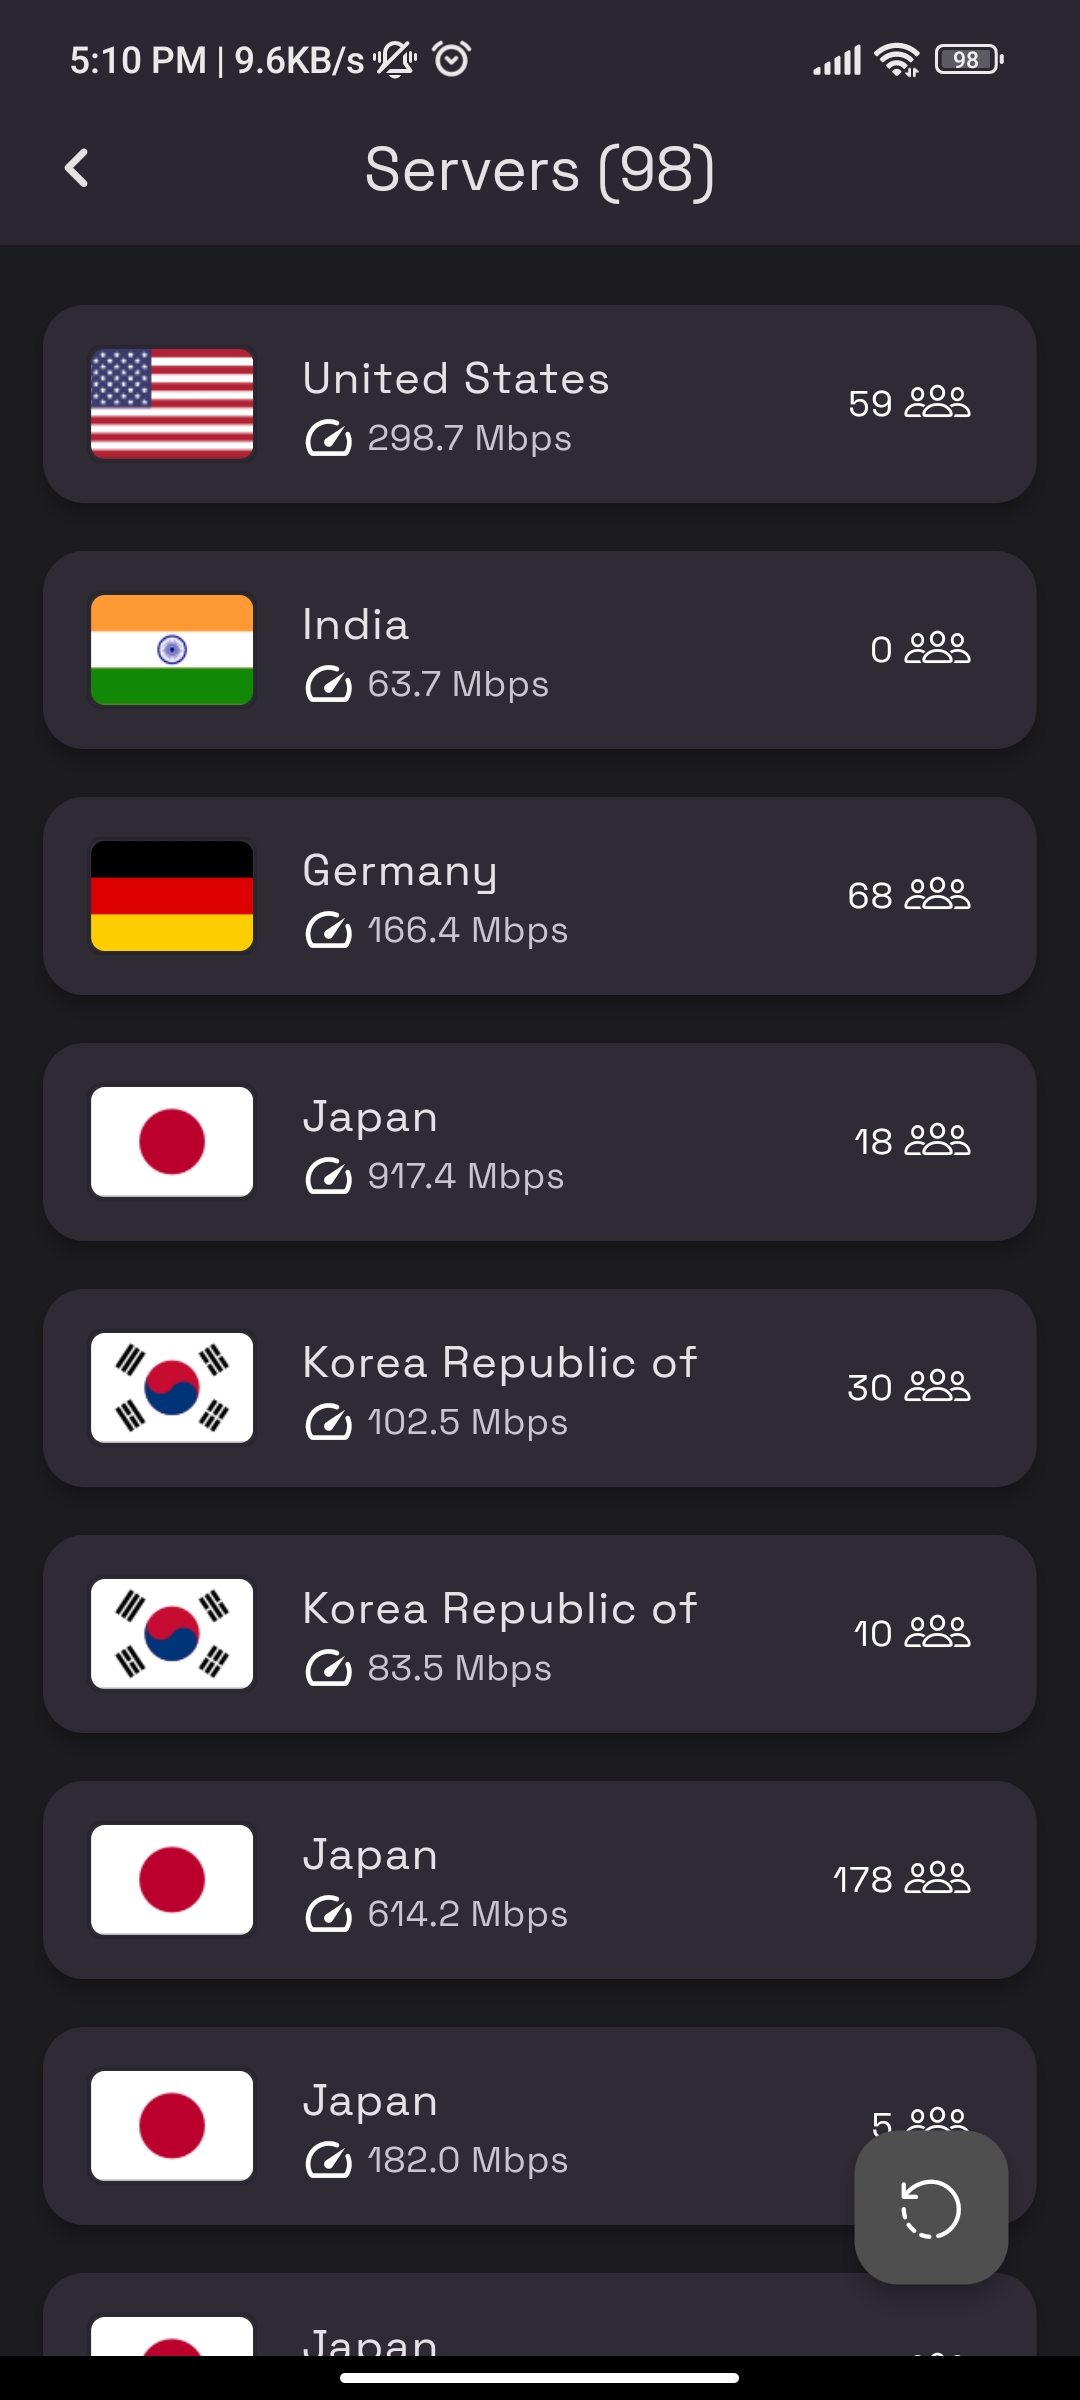 5:10 PM | 9.6KB/s
98
Servers (98)
United States
298.7 Mbps
59
India
63.7 Mbps
0
Germany
166.4 Mbps
68
Japan
917.4 Mbps
18
Korea Republic of
102.5 Mbps
30
Korea Republic of
83.5 Mbps
10
Japan
614.2 Mbps
178
Japan
182.0 Mbps
5
Japan